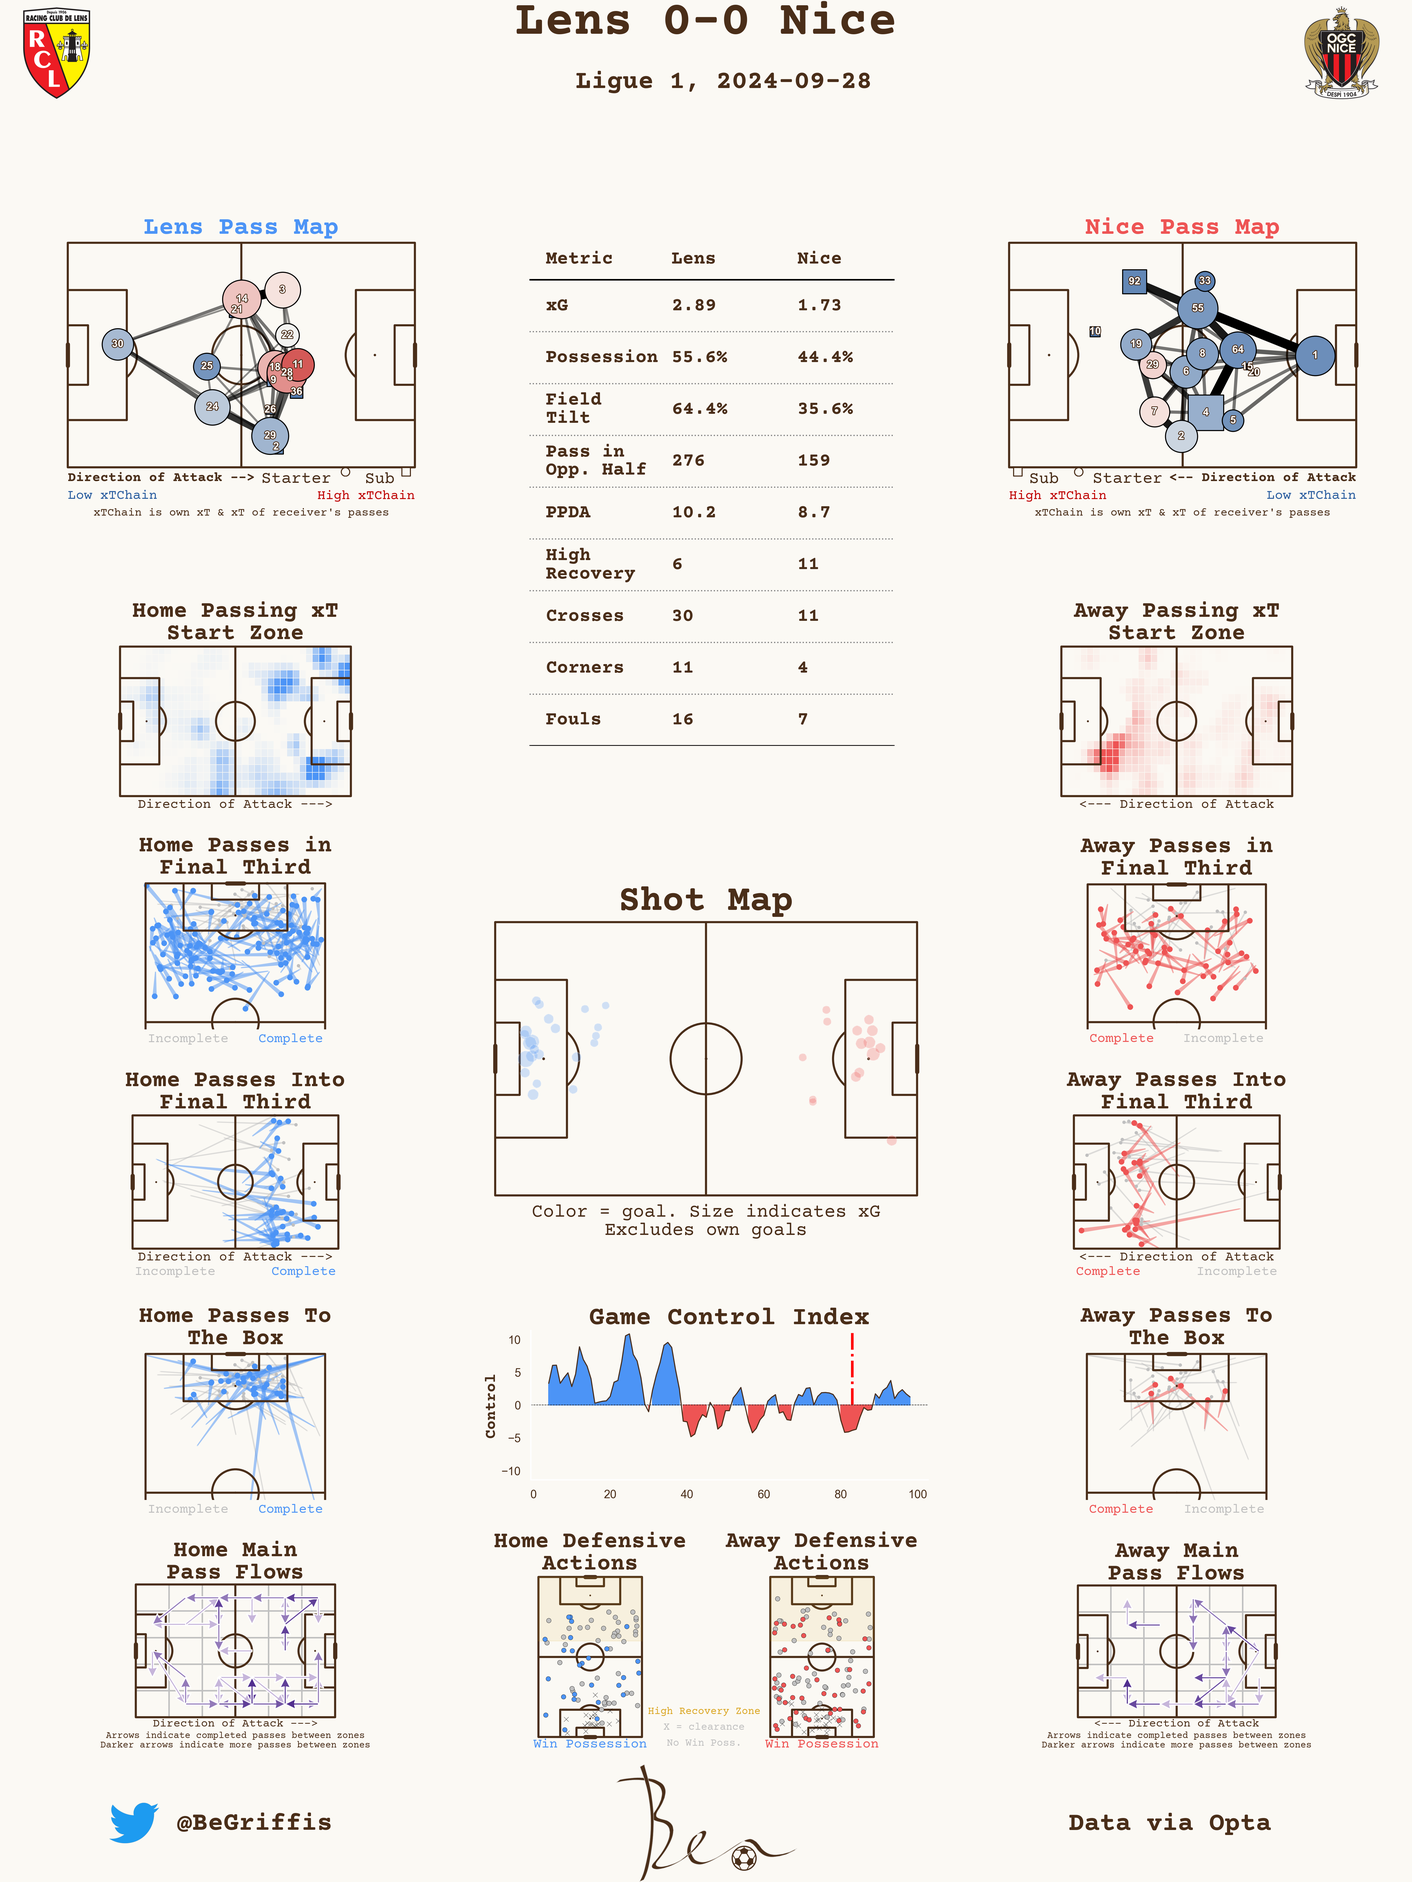 Lens 0-0 Nice
Ligue 1, 2024-09-28
Depuis 1906
RACING CLUB DE LENS
R
C
L
OGC
NICE
DESPI 1904
Lens Pass Map
14
3
21
22
30
25
18
11
28
9
36
24
26
29
2
Direction of Attack --> Starter Sub
Low xTChain High xTChain
xTChain is own xT & xT of receiver's passes
Metric Lens Nice
xG 2.89 1.73
Possession 55.6% 44.4%
Field
Tilt 64.4% 35.6%
Pass in
Opp. Half 276 159
PPDA 10.2 8.7
High
Recovery 6 11
Crosses 30 11
Corners 11 4
Fouls 16 7
Nice Pass Map
92
33
55
10
19
8
64
1
29
6
15
20
7
4
5
2
Sub Starter <-- Direction of Attack
High xTChain Low xTChain
xTChain is own xT & xT of receiver's passes
Home Passing xT
Start Zone
Direction of Attack --->
Away Passing xT
Start Zone
<--- Direction of Attack
Home Passes in
Final Third
Incomplete Complete
Away Passes in
Final Third
Complete Incomplete
Shot Map
Color = goal. Size indicates xG
Excludes own goals
Home Passes Into
Final Third
Direction of Attack --->
Incomplete Complete
Away Passes Into
Final Third
<--- Direction of Attack
Complete Incomplete
Home Passes To
The Box
Incomplete Complete
Game Control Index
Control
10
5
0
−5
−10
0 20 40 60 80 100
Away Passes To
The Box
Complete Incomplete
Home Main
Pass Flows
Direction of Attack --->
Arrows indicate completed passes between zones
Darker arrows indicate more passes between zones
Home Defensive
Actions
Win Possession
Away Defensive
Actions
Win Possession
High Recovery Zone
X = clearance
No Win Poss.
Away Main
Pass Flows
<--- Direction of Attack
Arrows indicate completed passes between zones
Darker arrows indicate more passes between zones
@BeGriffis
Ben
Data via Opta